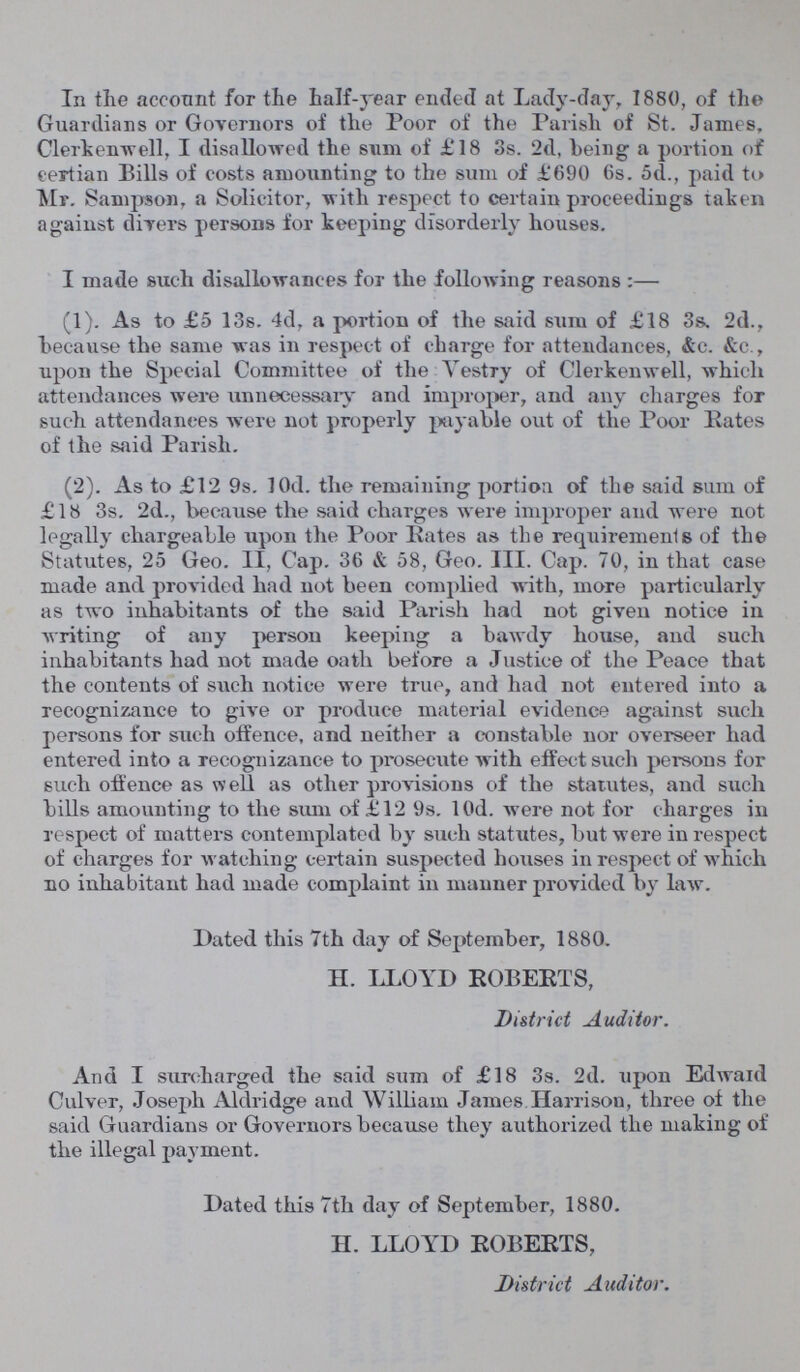 In the account for the half-year ended at Lady-day, 1880, of the
Guardians or Governors of the Poor of the Parish of St. James,
Clerkenwell, I disallowed the sum of £18 3s. 2d, being a portion of
certian Bills of costs amounting to the sum of £690 6s. 5d., paid to
Mr. Sampson, a Solicitor, with respect to certain proceedings taken
against divers persons for keeping disorderly houses.
I made such disallowances for the following reasons :—
(1). As to £5 13s. 4d, a portion of the said sum of £18 3s. 2d.,
because the same was in respect of charge for attendances, &c. &c.,
upon the Special Committee of the Vestry of Clerkenwell, which
attendances were unnecessary and improper, and any charges for
such attendances were not properly payable out of the Poor Rates
of the said Parish.
(2). As to £12 9s. 10d. the remaining portion of the said sum of
£18 3s. 2d., because the said charges were improper and were not
legally chargeable upon the Poor Rates as the requirements of the
Statutes, 25 Geo. II, Cap. 36 & 58, Geo. III. Cap. 70, in that case
made and provided had not been complied with, more particularly
as two inhabitants of the said Parish had not given notice in
writing of any person keeping a bawdy house, and such
inhabitants had not made oath before a Justice of the Peace that
the contents of such notice were true, and had not entered into a
recognizance to give or produce material evidence against such
persons for such offence, and neither a constable nor overseer had
entered into a recognizance to prosecute with effect such persons for
such offence as well as other provisions of the statutes, and such
bills amounting to the sum of £12 9s. 10d. were not for charges in
respect of matters contemplated by such statutes, but were in respect
of charges for watching certain suspected houses in respect of which
no inhabitant had made complaint in manner provided by law.
Dated this 7th day of September, 1880.
H. LLOYD ROBERTS,
District Auditor.
And I surcharged the said sum of £18 3s. 2d. upon Edward
Culver, Joseph Aldridge and William James Harrison, three of the
said Guardians or Governors because they authorized the making of
the illegal payment.
Dated this 7th day of September, 1880.
H. LLOYD ROBERTS,
District Auditor.